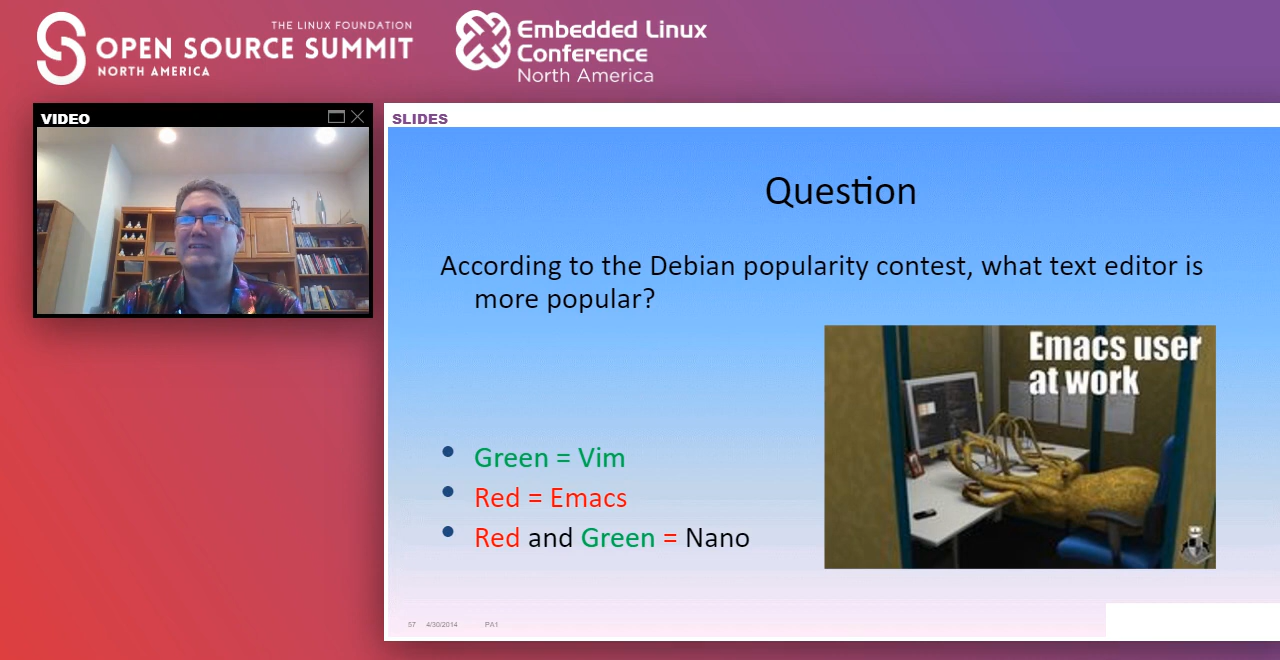 THE LINUX FOUNDATION
OPEN SOURCE SUMMIT
NORTH AMERICA
Embedded Linux
Conference
North America
VIDEO
SLIDES
Question
According to the Debian popularity contest, what text editor is
more popular?
Emacs user
at work
• Green = Vim
• Red = Emacs
• Red and Green = Nano
57 4/30/2014 PA1